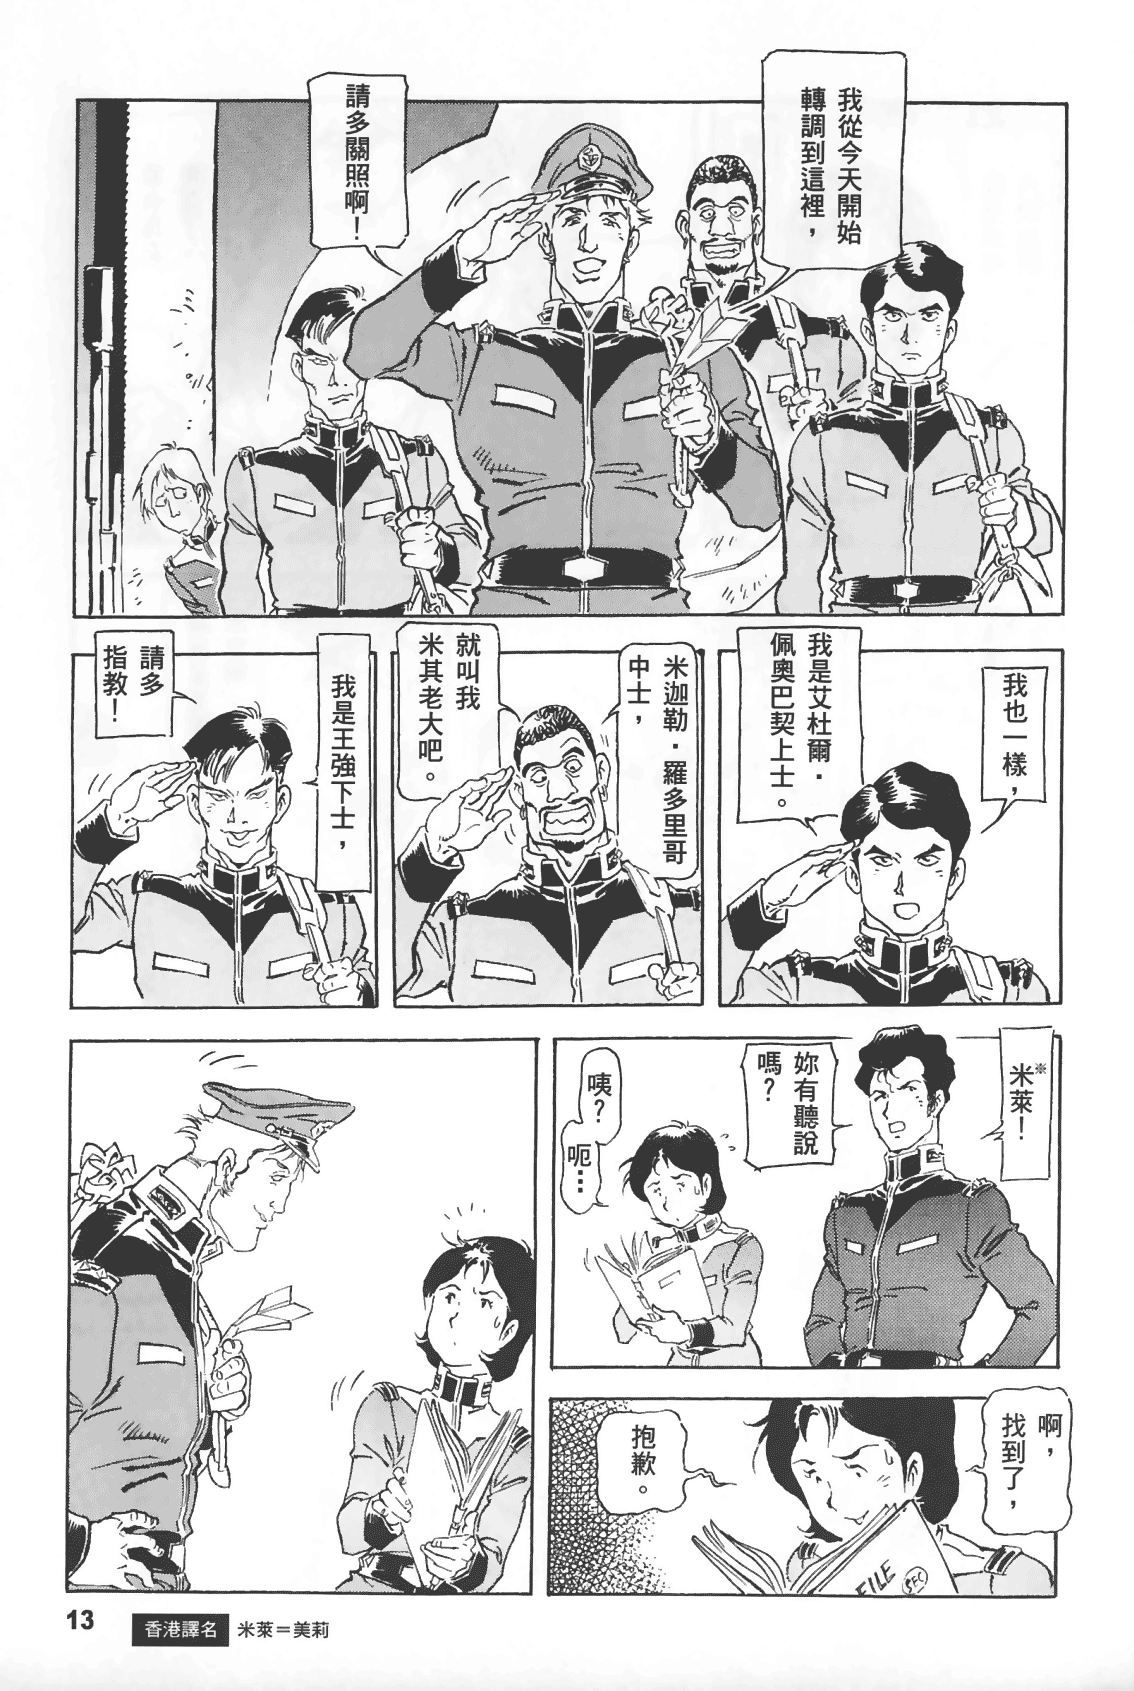 我從今天開始
轉調到這裡，
請多關照啊！
我也一樣，
我是艾杜爾·
佩奧巴契上士。
米迦勒·羅多里哥
中士，
就叫我
米其老大吧。
我是王強下士，
請多
指教！
※
米萊！
妳有聽說
嗎？
咦？
呃…
啊，
找到了，
抱歉。
FILE
SFC
13
香港譯名 米萊＝美莉